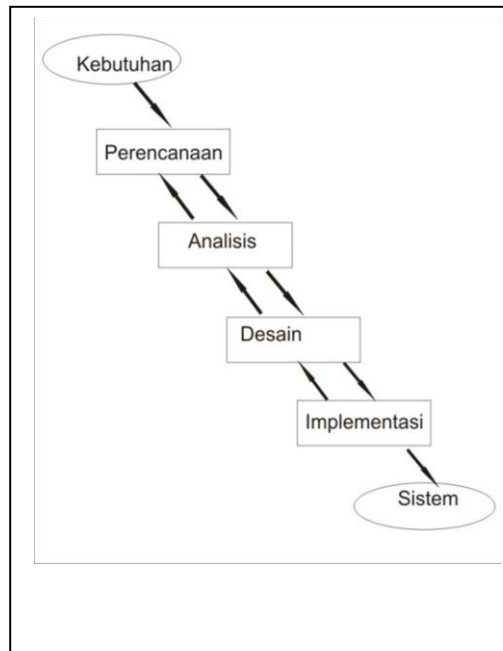 Kebutuhan
Perencanaan
Analisis
Desain
Implementasi
Sistem